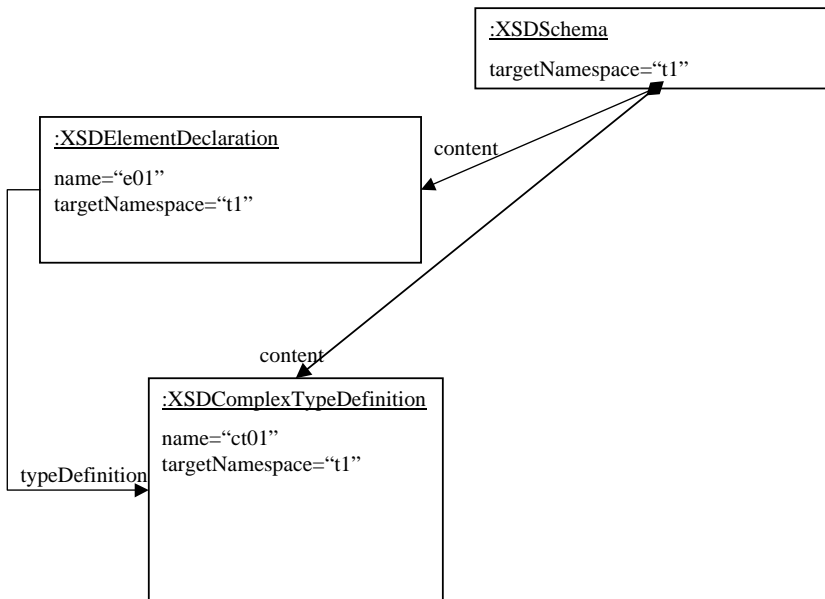 :XSDSchema
targetNamespace=“t1”
:XSDElementDeclaration
name=“e01”
targetNamespace=“t1”
content
content
:XSDComplexTypeDefinition
name=“ct01”
targetNamespace=“t1”
typeDefinition